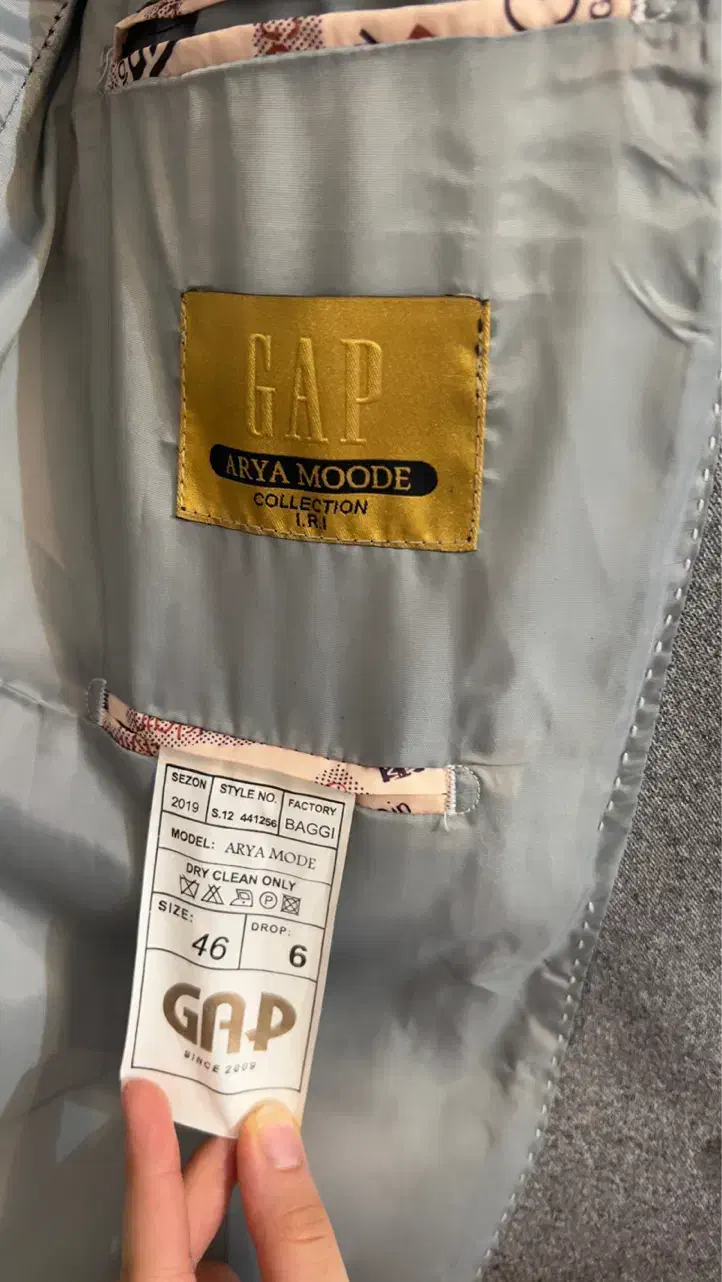 GAP
ARYA MOODE
COLLECTION
I.R.I
SEZON
2019
STYLE NO.
S.12 441256
FACTORY
BAGGI
MODEL: ARYA MODE
DRY CLEAN ONLY
P
SIZE:
46
DROP:
6
GAP
SINCE 2009